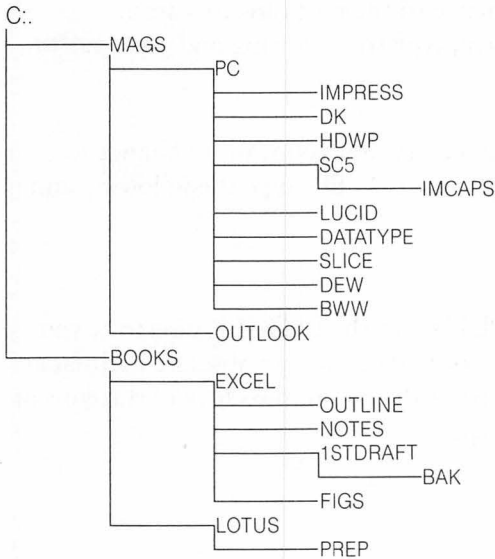 C:.
MAGS
PC
IMPRESS
DK
HDWP
SC5
IMCAPS
LUCID
DATATYPE
SLICE
DEW
BWW
OUTLOOK
BOOKS
EXCEL
OUTLINE
NOTES
1STDRAFT
BAK
FIGS
LOTUS
PREP